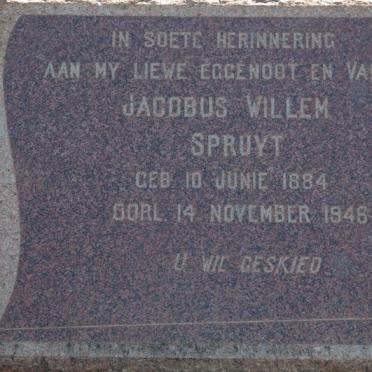 IN SOETE HERINNERING
AAN MY LIEWE EGGENOOT EN VA
JACOBUS WILLEM
SPRUYT
GEB 10 JUNIE 1884
OORL 14 NOVEMBER 1946
U WIL GESKIED